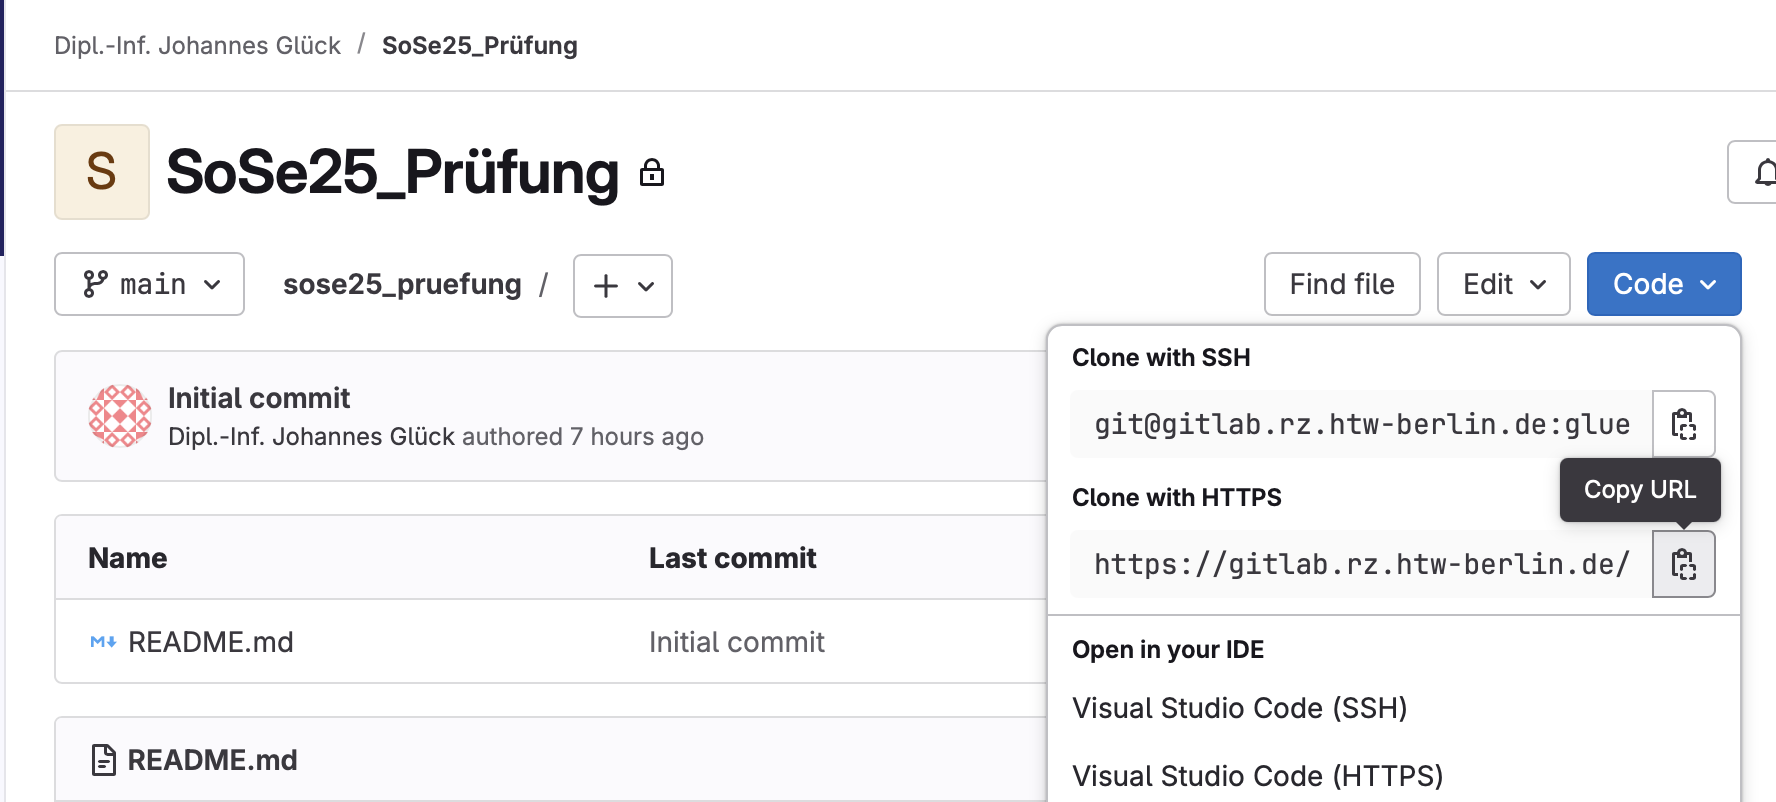 Dipl.-Inf. Johannes Glück / SoSe25_Prüfung
S
SoSe25_Prüfung
main
sose25_pruefung /
Find file
Edit
Code
Clone with SSH
git@gitlab.rz.htw-berlin.de:glue
Copy URL
Clone with HTTPS
https://gitlab.rz.htw-berlin.de/
Open in your IDE
Visual Studio Code (SSH)
Visual Studio Code (HTTPS)
Initial commit
Dipl.-Inf. Johannes Glück authored 7 hours ago
Name Last commit
M README.md Initial commit
README.md